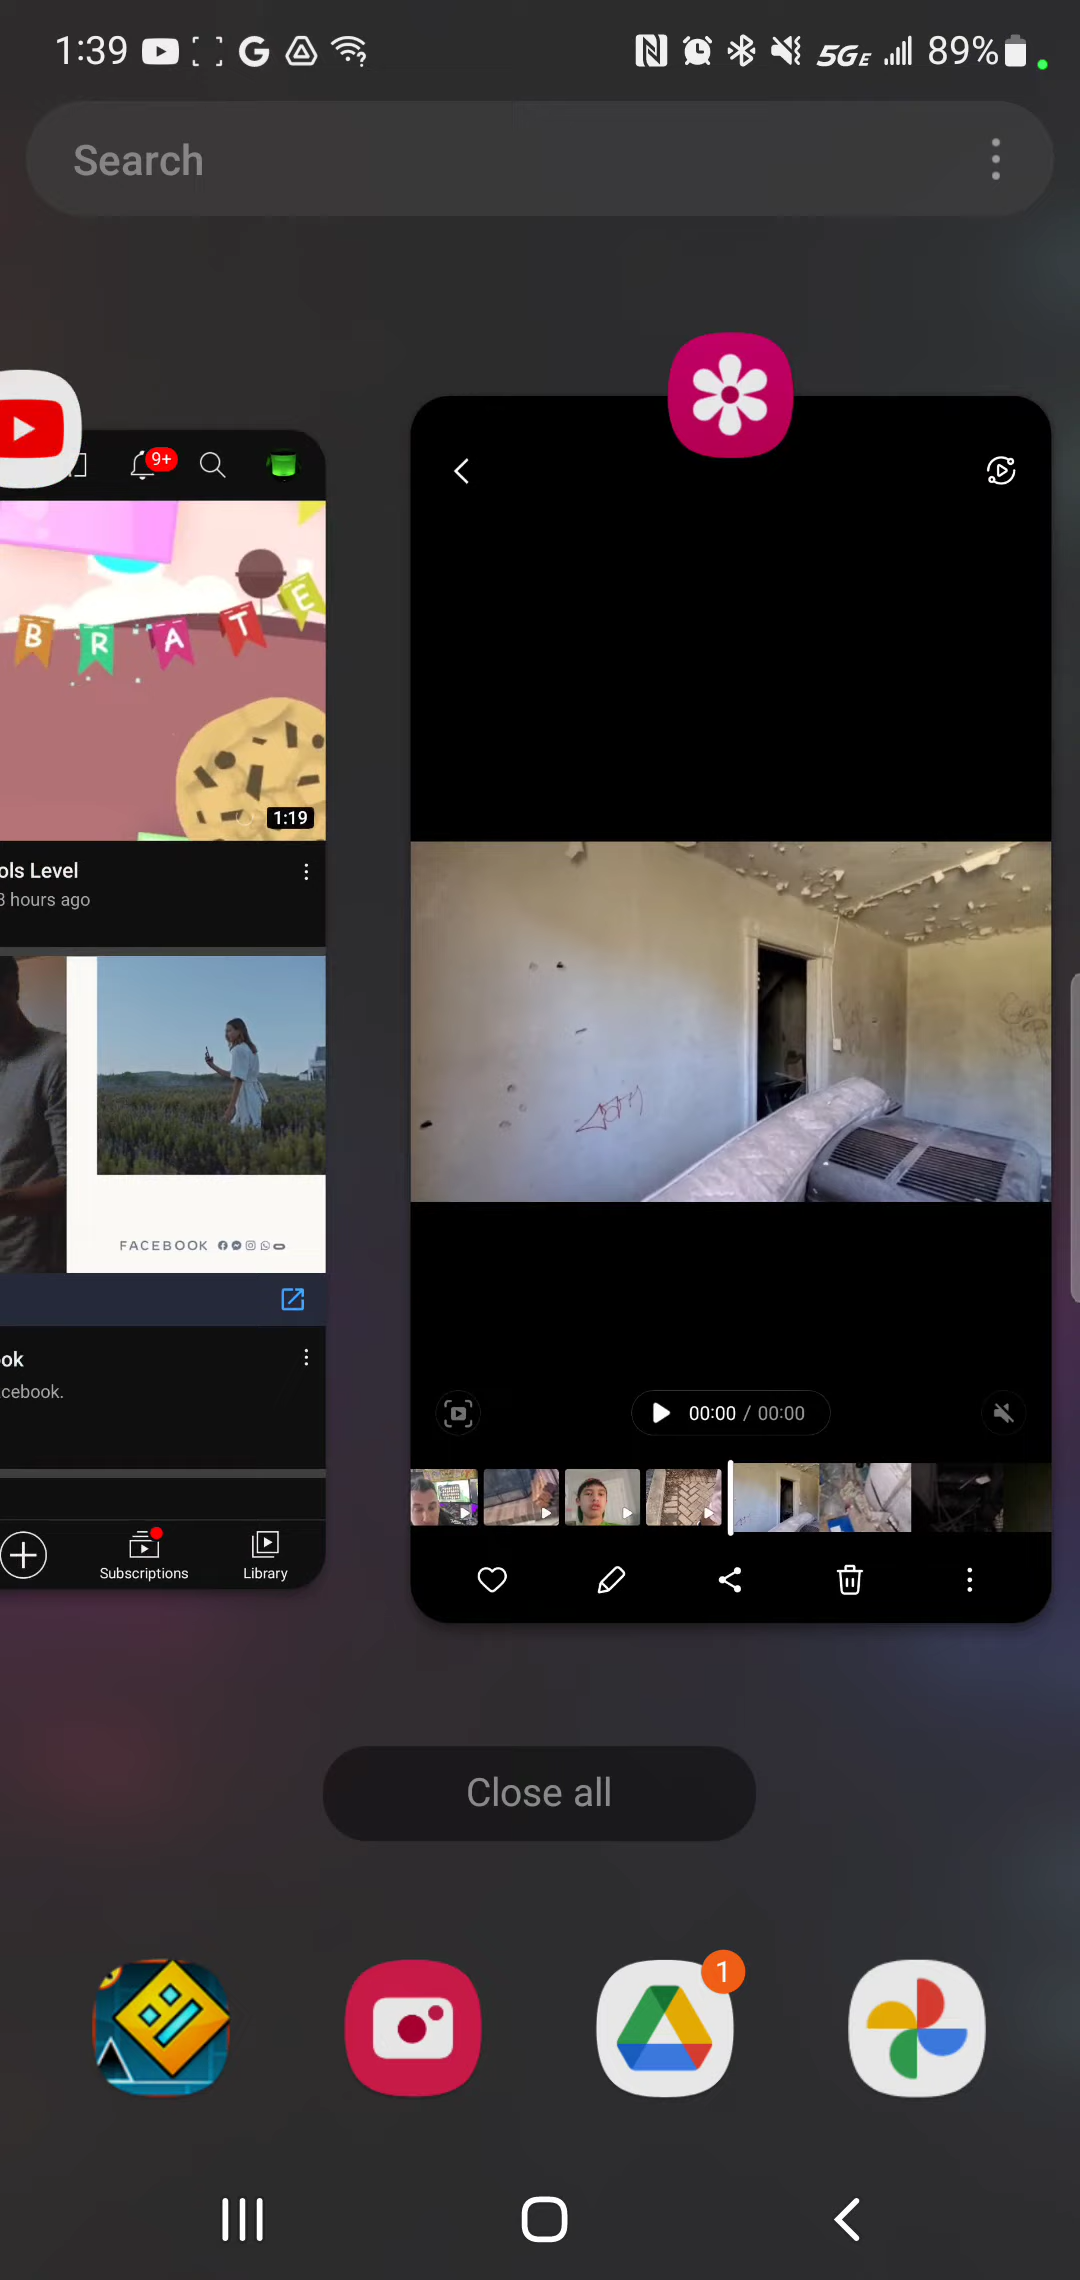 1:39
5GE
89%
Search
9+
B R A T E
1:19
ols Level
8 hours ago
FACEBOOK
ok
cebook.
Subscriptions
Library
00:00 / 00:00
Close all
1